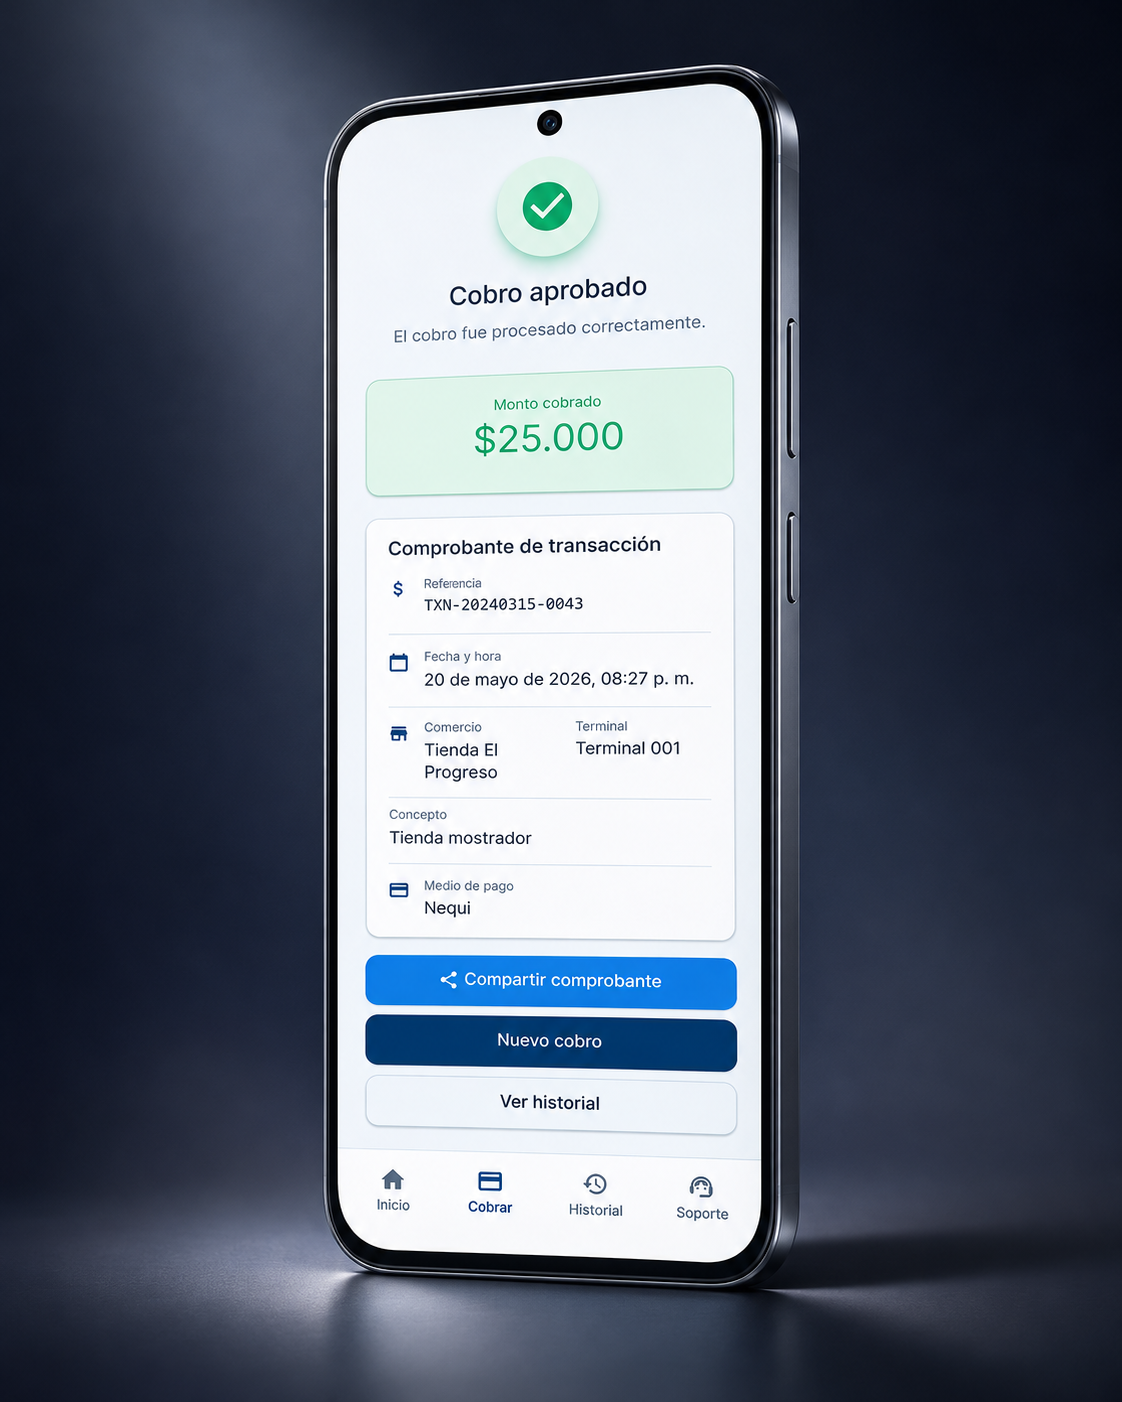 Cobro aprobado
El cobro fue procesado correctamente.
Monto cobrado
$25.000
Comprobante de transacción
Referencia
TXN-20240315-0043
Fecha y hora
20 de mayo de 2026, 08:27 p. m.
Comercio
Tienda El
Progreso
Terminal
Terminal 001
Concepto
Tienda mostrador
Medio de pago
Nequi
Compartir comprobante
Nuevo cobro
Ver historial
Inicio
Cobrar
Historial
Soporte